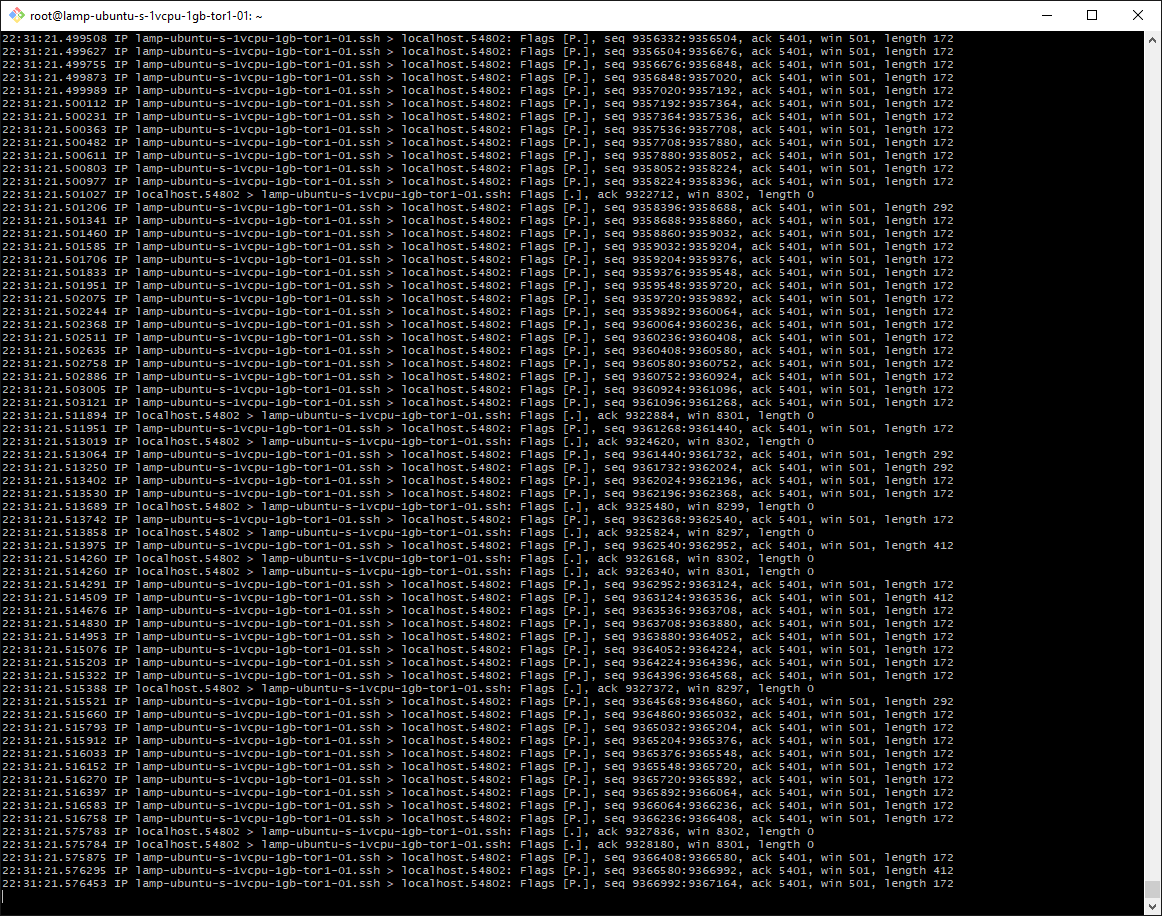 root@lamp-ubuntu-s-1vcpu-1gb-tor1-01: ~
22:31:21.499508 IP lamp-ubuntu-s-1vcpu-1gb-tor1-01.ssh > localhost.54802: Flags [P.], seq 9356332:9356504, ack 5401, win 501, length 172
22:31:21.499627 IP lamp-ubuntu-s-1vcpu-1gb-tor1-01.ssh > localhost.54802: Flags [P.], seq 9356504:9356676, ack 5401, win 501, length 172
22:31:21.499755 IP lamp-ubuntu-s-1vcpu-1gb-tor1-01.ssh > localhost.54802: Flags [P.], seq 9356676:9356848, ack 5401, win 501, length 172
22:31:21.499873 IP lamp-ubuntu-s-1vcpu-1gb-tor1-01.ssh > localhost.54802: Flags [P.], seq 9356848:9357020, ack 5401, win 501, length 172
22:31:21.499989 IP lamp-ubuntu-s-1vcpu-1gb-tor1-01.ssh > localhost.54802: Flags [P.], seq 9357020:9357192, ack 5401, win 501, length 172
22:31:21.500112 IP lamp-ubuntu-s-1vcpu-1gb-tor1-01.ssh > localhost.54802: Flags [P.], seq 9357192:9357364, ack 5401, win 501, length 172
22:31:21.500231 IP lamp-ubuntu-s-1vcpu-1gb-tor1-01.ssh > localhost.54802: Flags [P.], seq 9357364:9357536, ack 5401, win 501, length 172
22:31:21.500363 IP lamp-ubuntu-s-1vcpu-1gb-tor1-01.ssh > localhost.54802: Flags [P.], seq 9357536:9357708, ack 5401, win 501, length 172
22:31:21.500482 IP lamp-ubuntu-s-1vcpu-1gb-tor1-01.ssh > localhost.54802: Flags [P.], seq 9357708:9357880, ack 5401, win 501, length 172
22:31:21.500611 IP lamp-ubuntu-s-1vcpu-1gb-tor1-01.ssh > localhost.54802: Flags [P.], seq 9357880:9358052, ack 5401, win 501, length 172
22:31:21.500803 IP lamp-ubuntu-s-1vcpu-1gb-tor1-01.ssh > localhost.54802: Flags [P.], seq 9358052:9358224, ack 5401, win 501, length 172
22:31:21.500977 IP lamp-ubuntu-s-1vcpu-1gb-tor1-01.ssh > localhost.54802: Flags [P.], seq 9358224:9358396, ack 5401, win 501, length 172
22:31:21.501027 IP localhost.54802 > lamp-ubuntu-s-1vcpu-1gb-tor1-01.ssh: Flags [.], ack 9322712, win 8302, length 0
22:31:21.501206 IP lamp-ubuntu-s-1vcpu-1gb-tor1-01.ssh > localhost.54802: Flags [P.], seq 9358396:9358688, ack 5401, win 501, length 292
22:31:21.501341 IP lamp-ubuntu-s-1vcpu-1gb-tor1-01.ssh > localhost.54802: Flags [P.], seq 9358688:9358860, ack 5401, win 501, length 172
22:31:21.501460 IP lamp-ubuntu-s-1vcpu-1gb-tor1-01.ssh > localhost.54802: Flags [P.], seq 9358860:9359032, ack 5401, win 501, length 172
22:31:21.501585 IP lamp-ubuntu-s-1vcpu-1gb-tor1-01.ssh > localhost.54802: Flags [P.], seq 9359032:9359204, ack 5401, win 501, length 172
22:31:21.501706 IP lamp-ubuntu-s-1vcpu-1gb-tor1-01.ssh > localhost.54802: Flags [P.], seq 9359204:9359376, ack 5401, win 501, length 172
22:31:21.501833 IP lamp-ubuntu-s-1vcpu-1gb-tor1-01.ssh > localhost.54802: Flags [P.], seq 9359376:9359548, ack 5401, win 501, length 172
22:31:21.501951 IP lamp-ubuntu-s-1vcpu-1gb-tor1-01.ssh > localhost.54802: Flags [P.], seq 9359548:9359720, ack 5401, win 501, length 172
22:31:21.502075 IP lamp-ubuntu-s-1vcpu-1gb-tor1-01.ssh > localhost.54802: Flags [P.], seq 9359720:9359892, ack 5401, win 501, length 172
22:31:21.502244 IP lamp-ubuntu-s-1vcpu-1gb-tor1-01.ssh > localhost.54802: Flags [P.], seq 9359892:9360064, ack 5401, win 501, length 172
22:31:21.502368 IP lamp-ubuntu-s-1vcpu-1gb-tor1-01.ssh > localhost.54802: Flags [P.], seq 9360064:9360236, ack 5401, win 501, length 172
22:31:21.502511 IP lamp-ubuntu-s-1vcpu-1gb-tor1-01.ssh > localhost.54802: Flags [P.], seq 9360236:9360408, ack 5401, win 501, length 172
22:31:21.502635 IP lamp-ubuntu-s-1vcpu-1gb-tor1-01.ssh > localhost.54802: Flags [P.], seq 9360408:9360580, ack 5401, win 501, length 172
22:31:21.502758 IP lamp-ubuntu-s-1vcpu-1gb-tor1-01.ssh > localhost.54802: Flags [P.], seq 9360580:9360752, ack 5401, win 501, length 172
22:31:21.502886 IP lamp-ubuntu-s-1vcpu-1gb-tor1-01.ssh > localhost.54802: Flags [P.], seq 9360752:9360924, ack 5401, win 501, length 172
22:31:21.503005 IP lamp-ubuntu-s-1vcpu-1gb-tor1-01.ssh > localhost.54802: Flags [P.], seq 9360924:9361096, ack 5401, win 501, length 172
22:31:21.503121 IP lamp-ubuntu-s-1vcpu-1gb-tor1-01.ssh > localhost.54802: Flags [P.], seq 9361096:9361268, ack 5401, win 501, length 172
22:31:21.511894 IP localhost.54802 > lamp-ubuntu-s-1vcpu-1gb-tor1-01.ssh: Flags [.], ack 9322884, win 8301, length 0
22:31:21.511951 IP lamp-ubuntu-s-1vcpu-1gb-tor1-01.ssh > localhost.54802: Flags [P.], seq 9361268:9361440, ack 5401, win 501, length 172
22:31:21.513019 IP localhost.54802 > lamp-ubuntu-s-1vcpu-1gb-tor1-01.ssh: Flags [.], ack 9324620, win 8302, length 0
22:31:21.513064 IP lamp-ubuntu-s-1vcpu-1gb-tor1-01.ssh > localhost.54802: Flags [P.], seq 9361440:9361732, ack 5401, win 501, length 292
22:31:21.513250 IP lamp-ubuntu-s-1vcpu-1gb-tor1-01.ssh > localhost.54802: Flags [P.], seq 9361732:9362024, ack 5401, win 501, length 292
22:31:21.513402 IP lamp-ubuntu-s-1vcpu-1gb-tor1-01.ssh > localhost.54802: Flags [P.], seq 9362024:9362196, ack 5401, win 501, length 172
22:31:21.513530 IP lamp-ubuntu-s-1vcpu-1gb-tor1-01.ssh > localhost.54802: Flags [P.], seq 9362196:9362368, ack 5401, win 501, length 172
22:31:21.513689 IP localhost.54802 > lamp-ubuntu-s-1vcpu-1gb-tor1-01.ssh: Flags [.], ack 9325480, win 8299, length 0
22:31:21.513742 IP lamp-ubuntu-s-1vcpu-1gb-tor1-01.ssh > localhost.54802: Flags [P.], seq 9362368:9362540, ack 5401, win 501, length 172
22:31:21.513858 IP localhost.54802 > lamp-ubuntu-s-1vcpu-1gb-tor1-01.ssh: Flags [.], ack 9325824, win 8297, length 0
22:31:21.513975 IP lamp-ubuntu-s-1vcpu-1gb-tor1-01.ssh > localhost.54802: Flags [P.], seq 9362540:9362952, ack 5401, win 501, length 412
22:31:21.514260 IP localhost.54802 > lamp-ubuntu-s-1vcpu-1gb-tor1-01.ssh: Flags [.], ack 9326168, win 8302, length 0
22:31:21.514260 IP localhost.54802 > lamp-ubuntu-s-1vcpu-1gb-tor1-01.ssh: Flags [.], ack 9326340, win 8301, length 0
22:31:21.514291 IP lamp-ubuntu-s-1vcpu-1gb-tor1-01.ssh > localhost.54802: Flags [P.], seq 9362952:9363124, ack 5401, win 501, length 172
22:31:21.514509 IP lamp-ubuntu-s-1vcpu-1gb-tor1-01.ssh > localhost.54802: Flags [P.], seq 9363124:9363536, ack 5401, win 501, length 412
22:31:21.514676 IP lamp-ubuntu-s-1vcpu-1gb-tor1-01.ssh > localhost.54802: Flags [P.], seq 9363536:9363708, ack 5401, win 501, length 172
22:31:21.514830 IP lamp-ubuntu-s-1vcpu-1gb-tor1-01.ssh > localhost.54802: Flags [P.], seq 9363708:9363880, ack 5401, win 501, length 172
22:31:21.514953 IP lamp-ubuntu-s-1vcpu-1gb-tor1-01.ssh > localhost.54802: Flags [P.], seq 9363880:9364052, ack 5401, win 501, length 172
22:31:21.515076 IP lamp-ubuntu-s-1vcpu-1gb-tor1-01.ssh > localhost.54802: Flags [P.], seq 9364052:9364224, ack 5401, win 501, length 172
22:31:21.515203 IP lamp-ubuntu-s-1vcpu-1gb-tor1-01.ssh > localhost.54802: Flags [P.], seq 9364224:9364396, ack 5401, win 501, length 172
22:31:21.515322 IP lamp-ubuntu-s-1vcpu-1gb-tor1-01.ssh > localhost.54802: Flags [P.], seq 9364396:9364568, ack 5401, win 501, length 172
22:31:21.515388 IP localhost.54802 > lamp-ubuntu-s-1vcpu-1gb-tor1-01.ssh: Flags [.], ack 9327372, win 8297, length 0
22:31:21.515521 IP lamp-ubuntu-s-1vcpu-1gb-tor1-01.ssh > localhost.54802: Flags [P.], seq 9364568:9364860, ack 5401, win 501, length 292
22:31:21.515660 IP lamp-ubuntu-s-1vcpu-1gb-tor1-01.ssh > localhost.54802: Flags [P.], seq 9364860:9365032, ack 5401, win 501, length 172
22:31:21.515793 IP lamp-ubuntu-s-1vcpu-1gb-tor1-01.ssh > localhost.54802: Flags [P.], seq 9365032:9365204, ack 5401, win 501, length 172
22:31:21.515912 IP lamp-ubuntu-s-1vcpu-1gb-tor1-01.ssh > localhost.54802: Flags [P.], seq 9365204:9365376, ack 5401, win 501, length 172
22:31:21.516033 IP lamp-ubuntu-s-1vcpu-1gb-tor1-01.ssh > localhost.54802: Flags [P.], seq 9365376:9365548, ack 5401, win 501, length 172
22:31:21.516152 IP lamp-ubuntu-s-1vcpu-1gb-tor1-01.ssh > localhost.54802: Flags [P.], seq 9365548:9365720, ack 5401, win 501, length 172
22:31:21.516270 IP lamp-ubuntu-s-1vcpu-1gb-tor1-01.ssh > localhost.54802: Flags [P.], seq 9365720:9365892, ack 5401, win 501, length 172
22:31:21.516397 IP lamp-ubuntu-s-1vcpu-1gb-tor1-01.ssh > localhost.54802: Flags [P.], seq 9365892:9366064, ack 5401, win 501, length 172
22:31:21.516583 IP lamp-ubuntu-s-1vcpu-1gb-tor1-01.ssh > localhost.54802: Flags [P.], seq 9366064:9366236, ack 5401, win 501, length 172
22:31:21.516758 IP lamp-ubuntu-s-1vcpu-1gb-tor1-01.ssh > localhost.54802: Flags [P.], seq 9366236:9366408, ack 5401, win 501, length 172
22:31:21.575783 IP localhost.54802 > lamp-ubuntu-s-1vcpu-1gb-tor1-01.ssh: Flags [.], ack 9327836, win 8302, length 0
22:31:21.575784 IP localhost.54802 > lamp-ubuntu-s-1vcpu-1gb-tor1-01.ssh: Flags [.], ack 9328180, win 8301, length 0
22:31:21.575875 IP lamp-ubuntu-s-1vcpu-1gb-tor1-01.ssh > localhost.54802: Flags [P.], seq 9366408:9366580, ack 5401, win 501, length 172
22:31:21.576295 IP lamp-ubuntu-s-1vcpu-1gb-tor1-01.ssh > localhost.54802: Flags [P.], seq 9366580:9366992, ack 5401, win 501, length 412
22:31:21.576453 IP lamp-ubuntu-s-1vcpu-1gb-tor1-01.ssh > localhost.54802: Flags [P.], seq 9366992:9367164, ack 5401, win 501, length 172